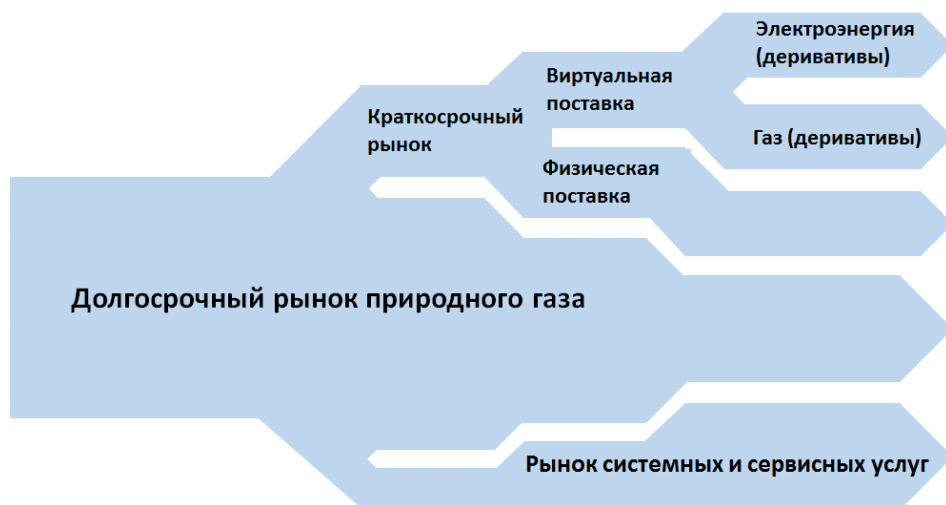 Электроэнергия
(деривативы)
Виртуальная
поставка
Краткосрочный
рынок
Газ (деривативы)
Физическая
поставка
Долгосрочный рынок природного газа
Рынок системных и сервисных услуг